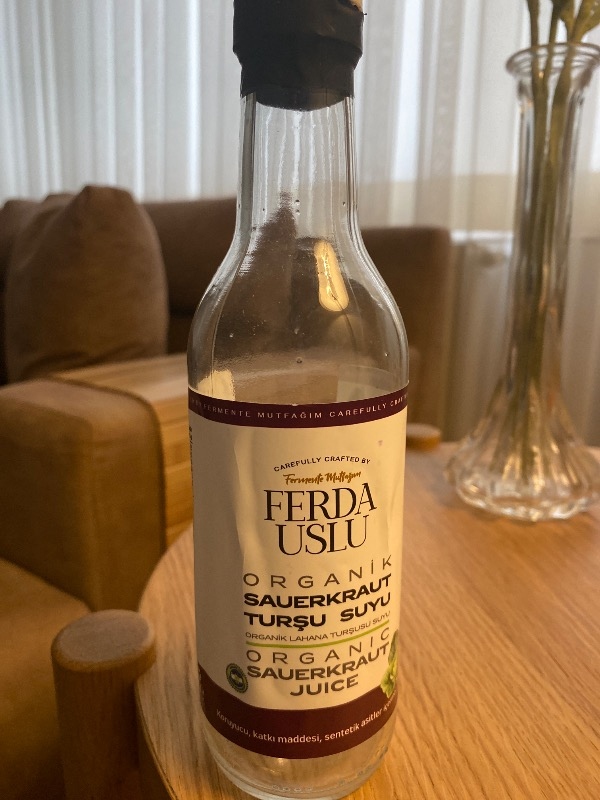 FERMENTE MUTFAĞIM CAREFULLY
CAREFULLY CRAFTED BY
Fermente Mutfağım
FERDA
USLU
ORGANİK
SAUERKRAUT
TURŞU SUYU
ORGANİK LAHANA TURŞUSU SUYU
ORGANIC
SAUERKRAUT
JUICE
Koruyucu, katkı maddesi, sentetik asitler